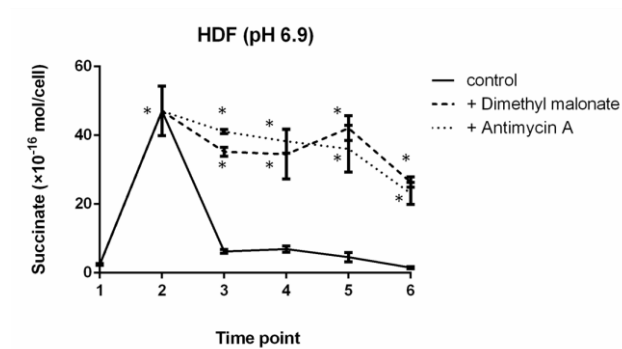 HDF (pH 6.9)
Succinate (×10⁻¹⁶ mol/cell)
60
40
20
0
1 2 3 4 5 6
Time point
control
+ Dimethyl malonate
+ Antimycin A
* * * * *
* * * *